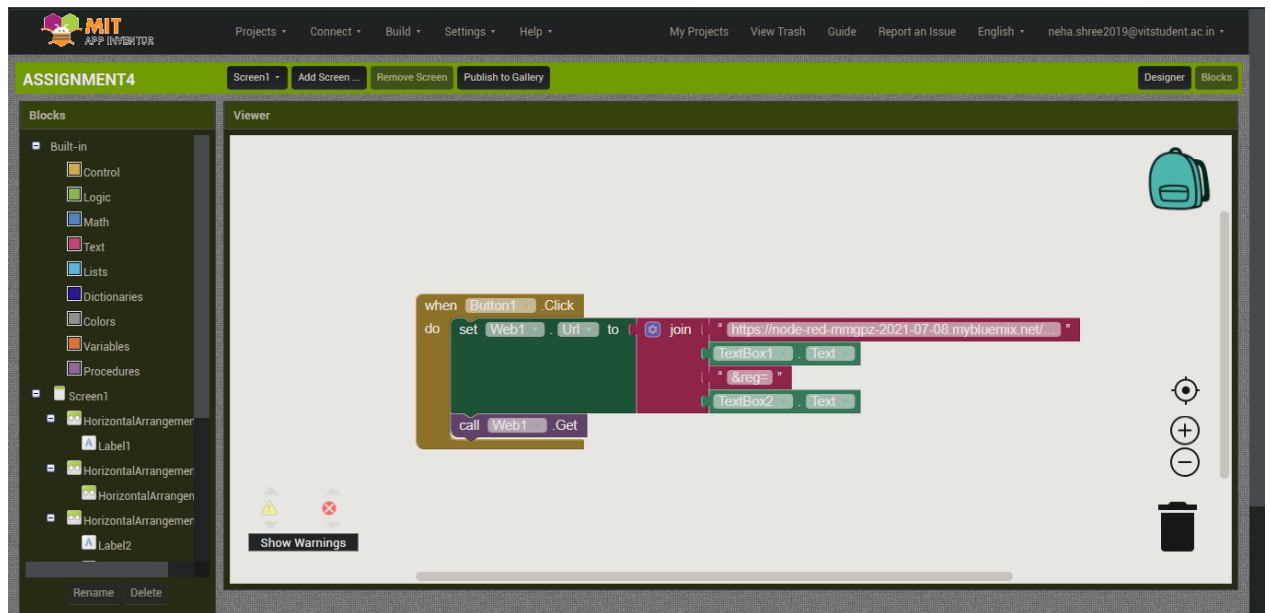 MIT
APP INVENTOR
Projects Connect Build Settings Help My Projects View Trash Guide Report an Issue English neha.shree2019@vitstudent.ac.in
ASSIGNMENT4 Screen1 Add Screen ... Remove Screen Publish to Gallery Designer Blocks
Blocks
Viewer
Built-in
Control
Logic
Math
Text
Lists
Dictionaries
Colors
Variables
Procedures
Screen1
HorizontalArrangemen
Label1
HorizontalArrangemen
HorizontalArrangen
HorizontalArrangemen
Label2
Rename Delete
when Button1 .Click
do set Web1 . Url to join " https://node-red-mmgpz-2021-07-08.mybluemix.net/... "
TextBox1 . Text
" &reg= "
TextBox2 . Text
call Web1 .Get
Show Warnings